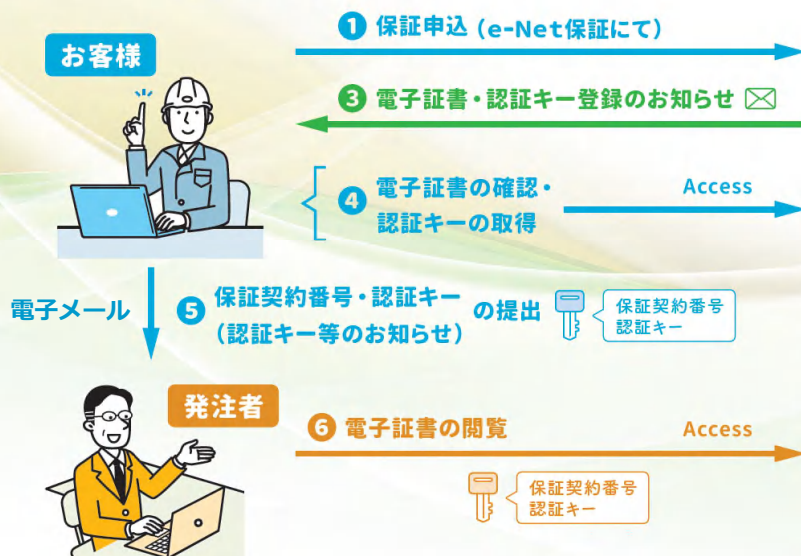 お客様
❶ 保証申込（e-Net保証にて）
❸ 電子証書・認証キー登録のお知らせ
❹ 電子証書の確認・
認証キーの取得
Access
電子メール
❺ 保証契約番号・認証キー
（認証キー等のお知らせ）
の提出
保証契約番号
認証キー
発注者
❻ 電子証書の閲覧
Access
保証契約番号
認証キー